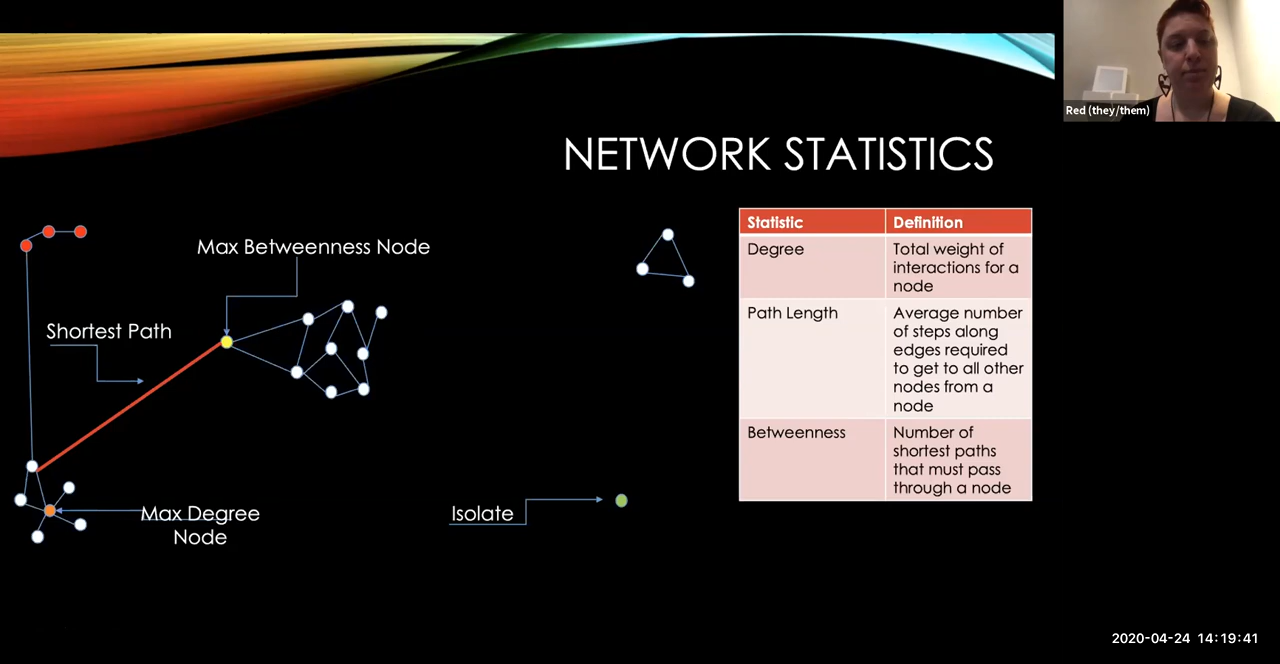 Red (they/them)
NETWORK STATISTICS
Max Betweenness Node
Shortest Path
Max Degree
Node
Isolate
Statistic
Definition
Degree
Total weight of
interactions for a
node
Path Length
Average number
of steps along
edges required
to get to all other
nodes from a
node
Betweenness
Number of
shortest paths
that must pass
through a node
2020-04-24 14:19:41